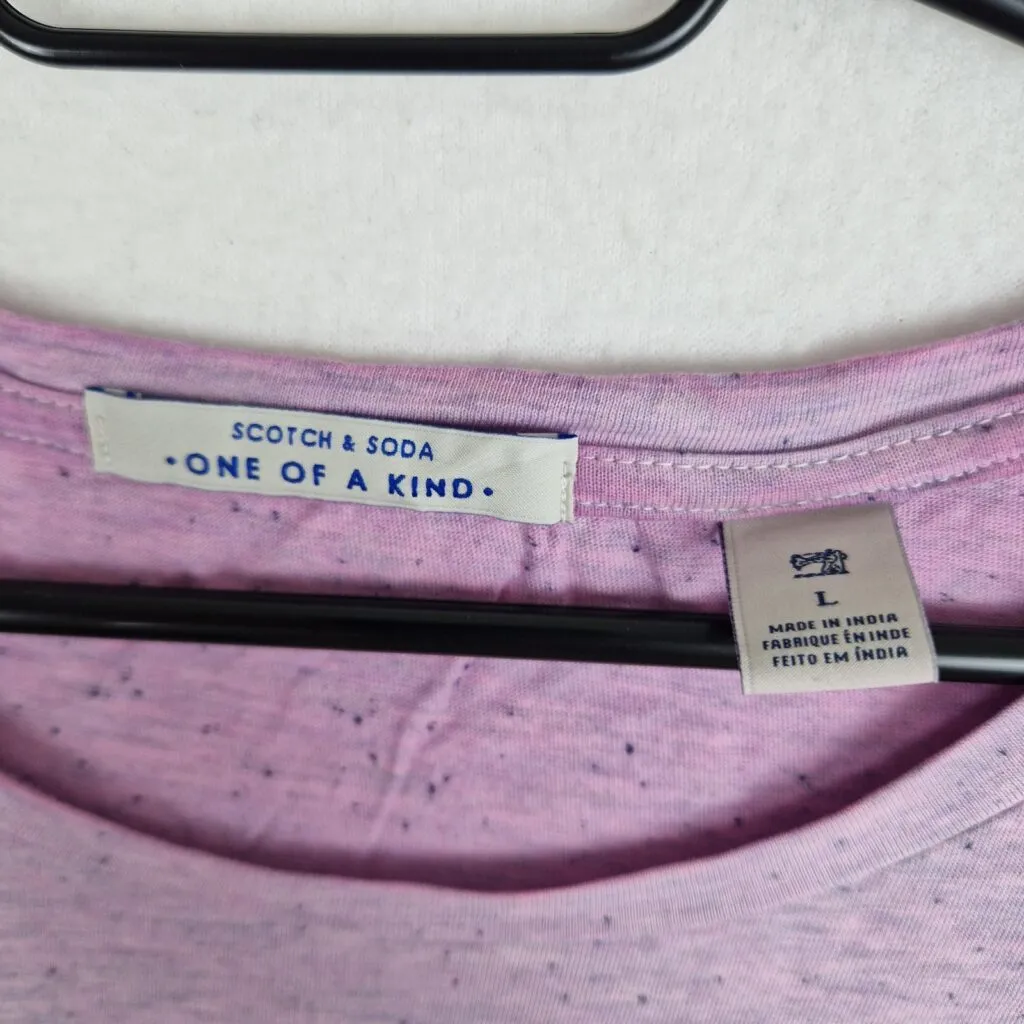 SCOTCH & SODA
•ONE OF A KIND•
L
MADE IN INDIA
FABRIQUE ÉN INDE
FEITO EM ÍNDIA